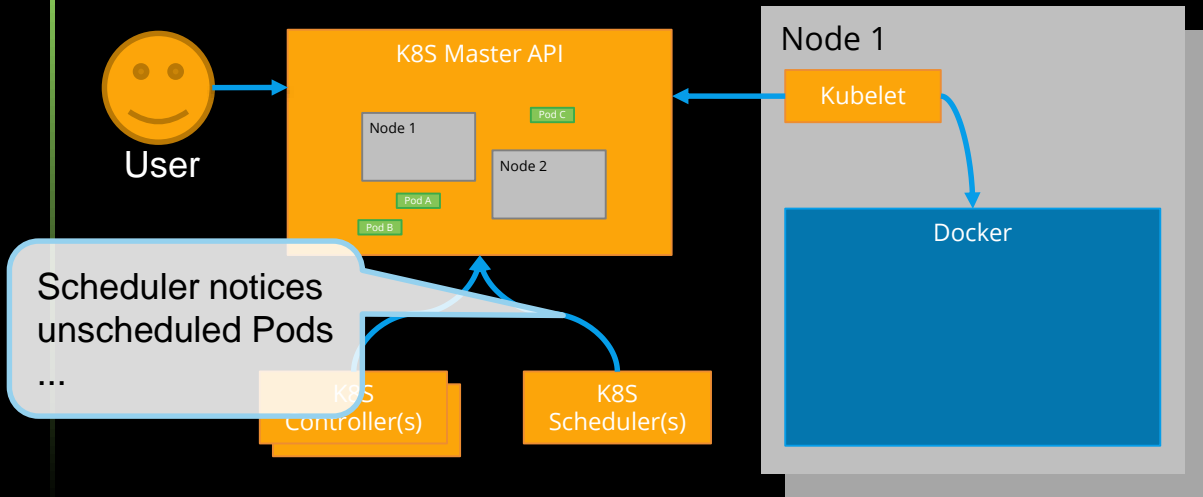 K8S Master API
Node 1
Pod C
Node 2
Pod A
Pod B
User
Node 1
Kubelet
Docker
Scheduler notices
unscheduled Pods
...
K8S
Controller(s)
K8S
Scheduler(s)